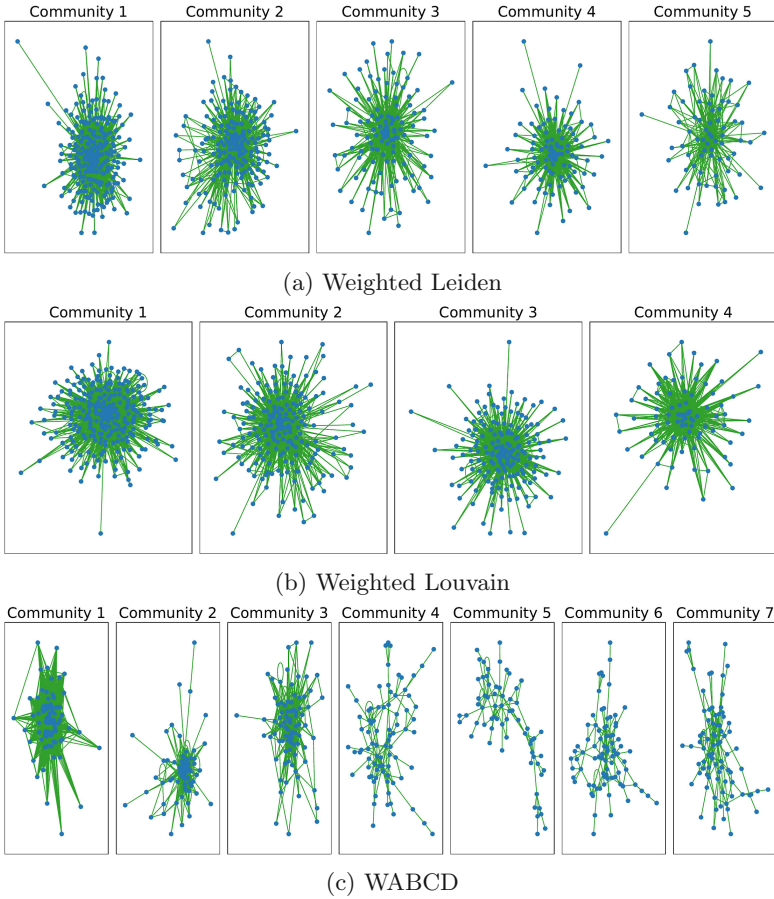 Community 1 Community 2 Community 3 Community 4 Community 5
(a) Weighted Leiden
Community 1 Community 2 Community 3 Community 4
(b) Weighted Louvain
Community 1 Community 2 Community 3 Community 4 Community 5 Community 6 Community 7
(c) WABCD